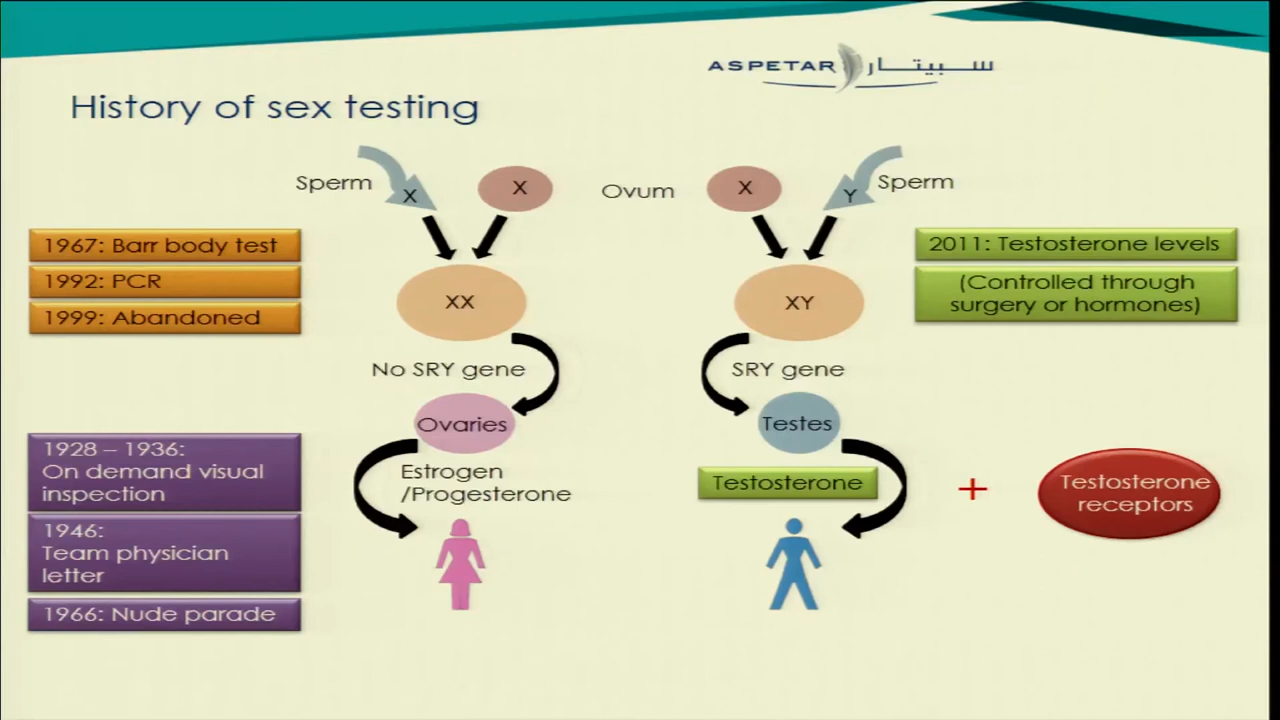 ASPETAR سبيتار
History of sex testing
Sperm
X
X
Ovum
X
Y
Sperm
1967: Barr body test
1992: PCR
1999: Abandoned
XX
XY
2011: Testosterone levels
(Controlled through
surgery or hormones)
No SRY gene
SRY gene
Ovaries
Testes
1928 – 1936:
On demand visual
inspection
1946:
Team physician
letter
1966: Nude parade
Estrogen
/Progesterone
Testosterone
+
Testosterone
receptors